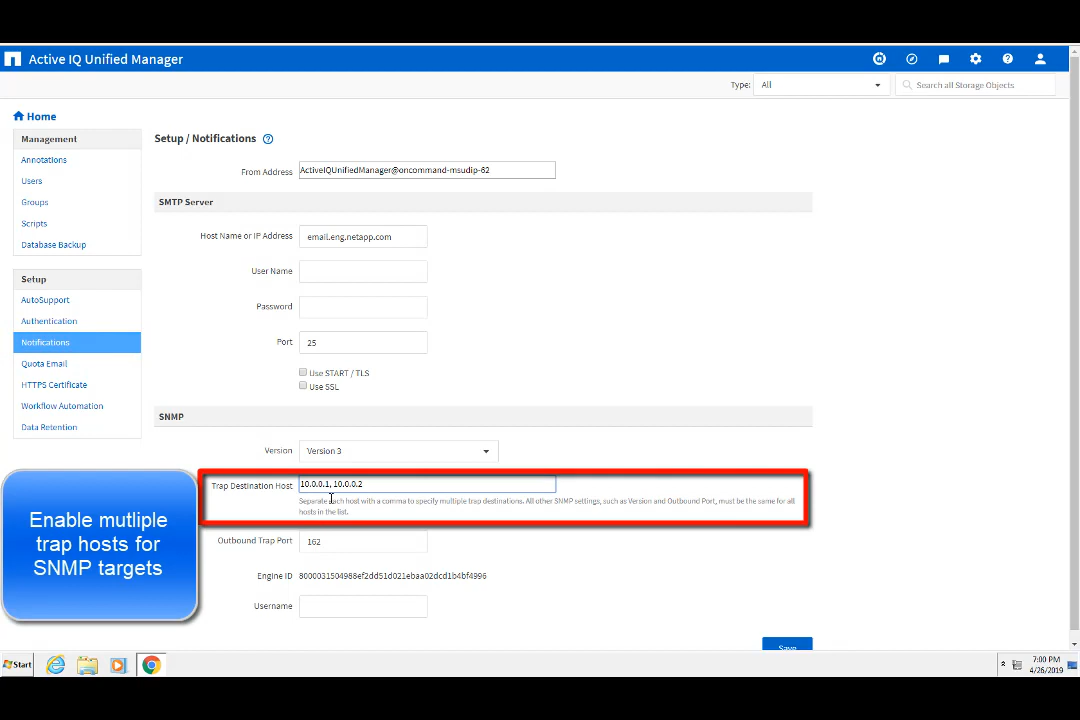 Active IQ Unified Manager
Type: All Search all Storage Objects
Home
Management
Annotations
Users
Groups
Scripts
Database Backup
Setup
AutoSupport
Authentication
Notifications
Quota Email
HTTPS Certificate
Workflow Automation
Data Retention
Setup / Notifications ?
From Address ActiveIQUnifiedManager@oncommand-msudip-62
SMTP Server
Host Name or IP Address email.eng.netapp.com
User Name
Password
Port 25
Use START / TLS
Use SSL
SNMP
Version Version 3
Trap Destination Host 10.0.0.1, 10.0.0.2
Separate each host with a comma to specify multiple trap destinations. All other SNMP settings, such as Version and Outbound Port, must be the same for all
hosts in the list.
Outbound Trap Port 162
Engine ID 8000031504988ef2dd51d021ebaa02dcd1b4bf4996
Username
Save
Enable mutliple
trap hosts for
SNMP targets
Start
7:00 PM
4/26/2019